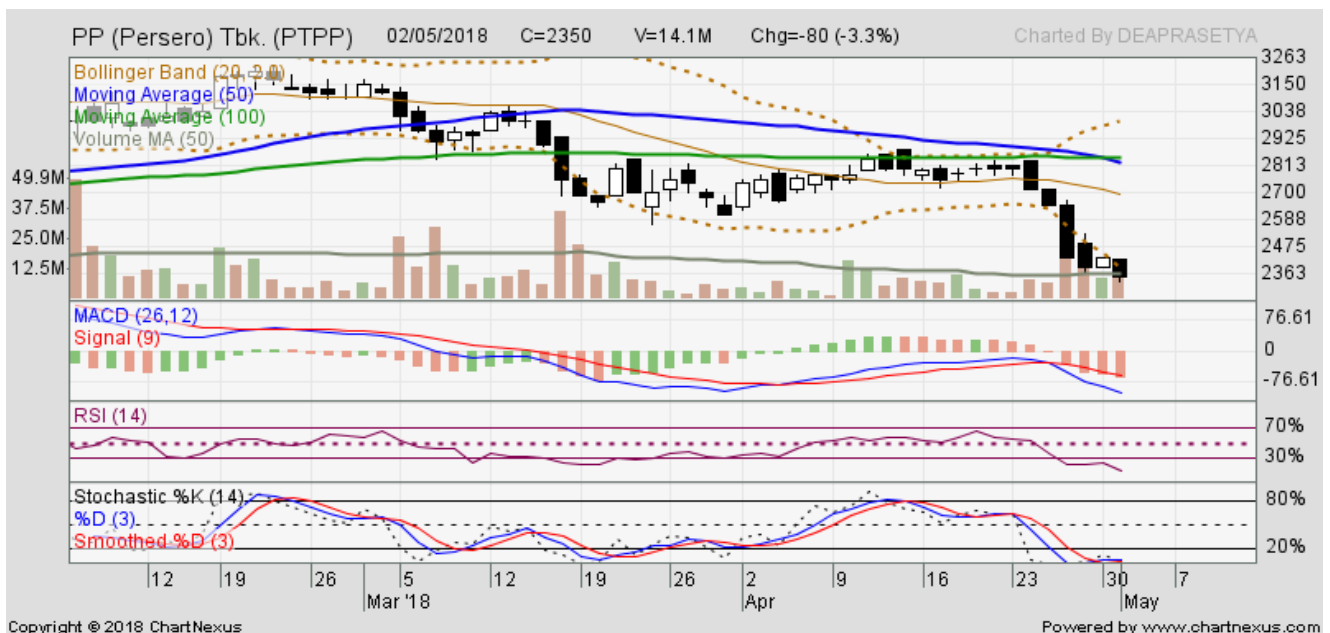 PP (Persero) Tbk. (PTPP) 02/05/2018 C=2350 V=14.1M Chg=-80 (-3.3%) Charted By DEAPRASETYA
Bollinger Band (20, 2.0)
Moving Average (50)
Moving Average (100)
Volume MA (50)
3263
3150
3038
2925
2813
2700
2588
2475
2363
49.9M
37.5M
25.0M
12.5M
MACD (26,12)
Signal (9)
76.61
0
-76.61
RSI (14)
70%
30%
Stochastic %K (14)
%D (3)
Smoothed %D (3)
80%
20%
12 19 26 5 12 19 26 2 9 16 23 30 7
Mar '18 Apr May
Copyright © 2018 ChartNexus Powered by www.chartnexus.com